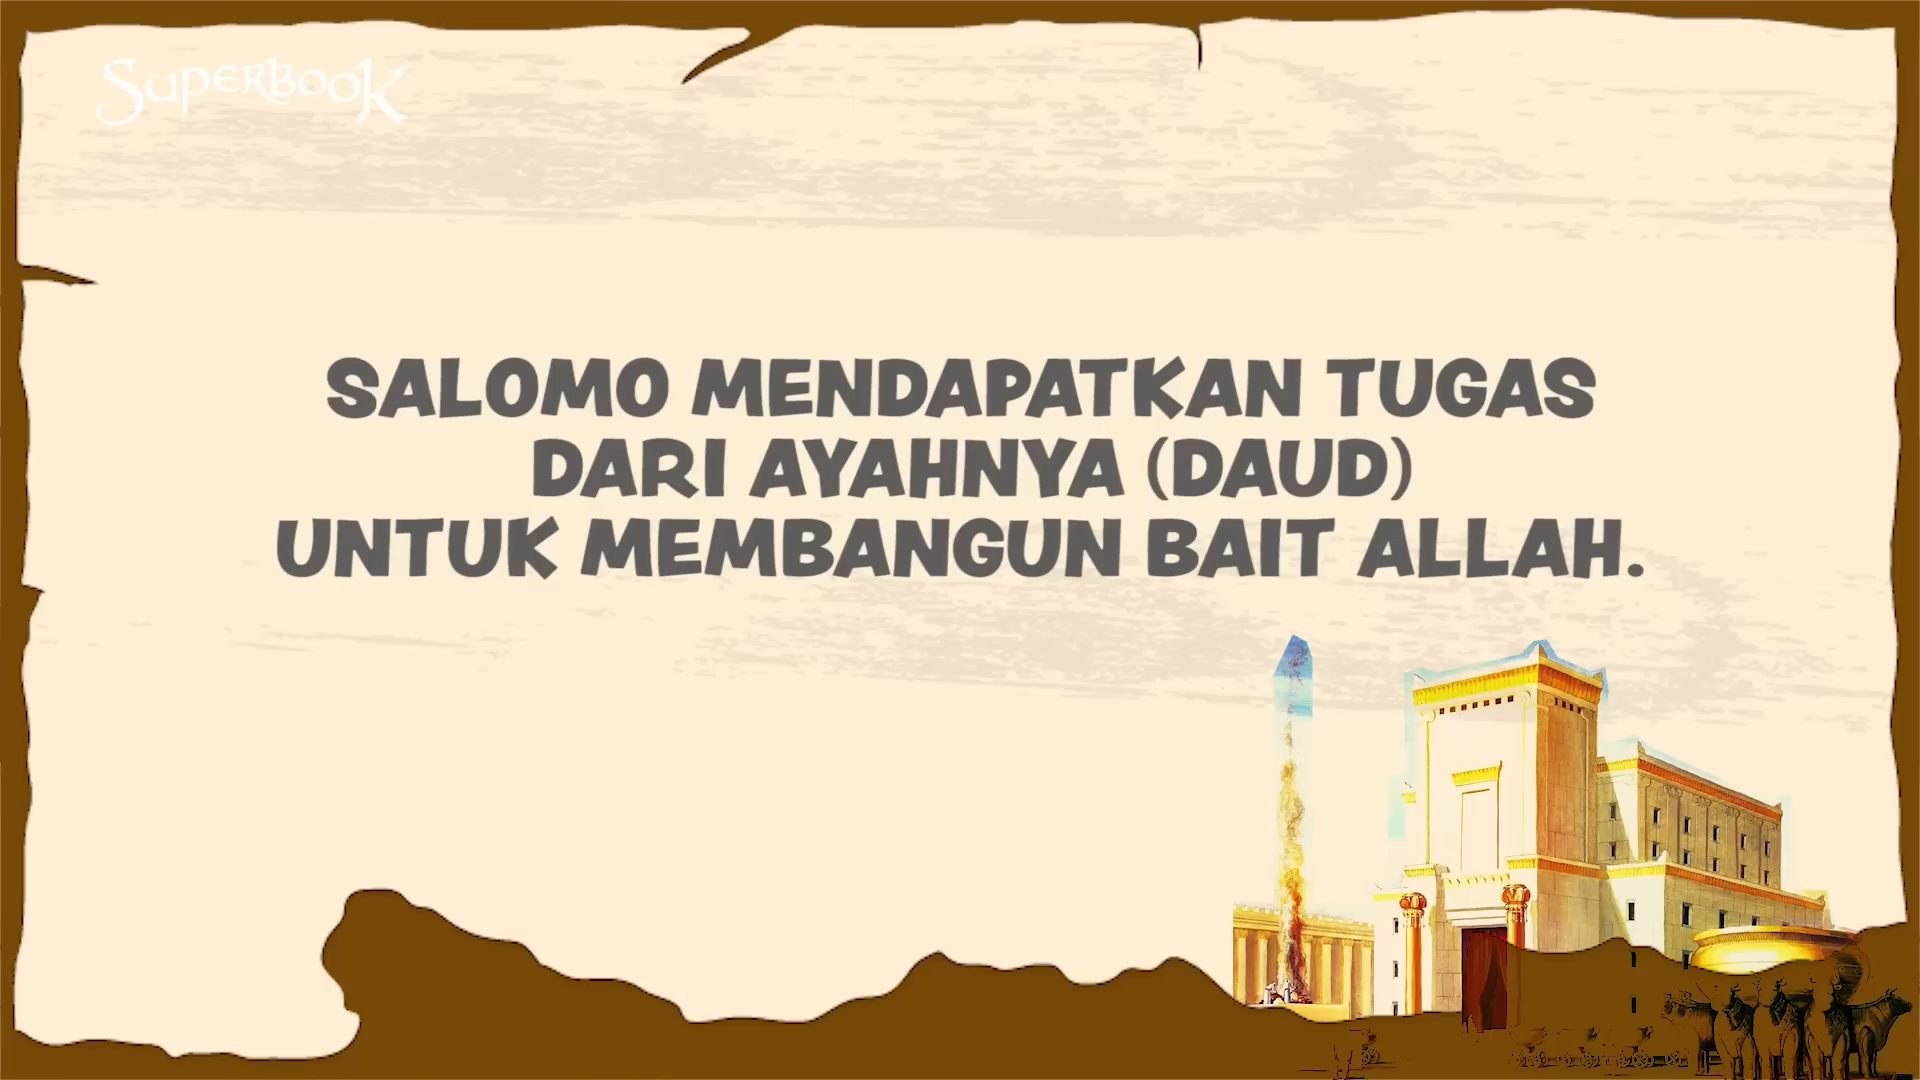 SUPERBOOK
SALOMO MENDAPATKAN TUGAS
DARI AYAHNYA (DAUD)
UNTUK MEMBANGUN BAIT ALLAH.